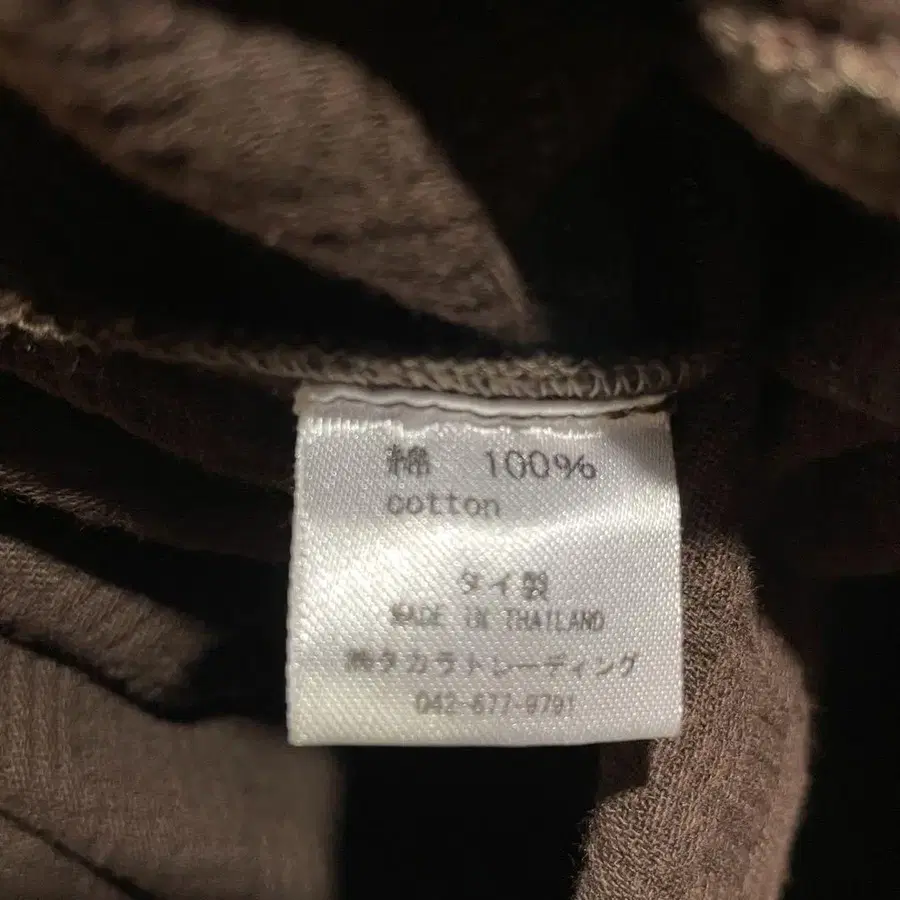 綿 100%
cotton
タイ製
MADE IN THAILAND
㈱タカラトレーディング
042-677-9791